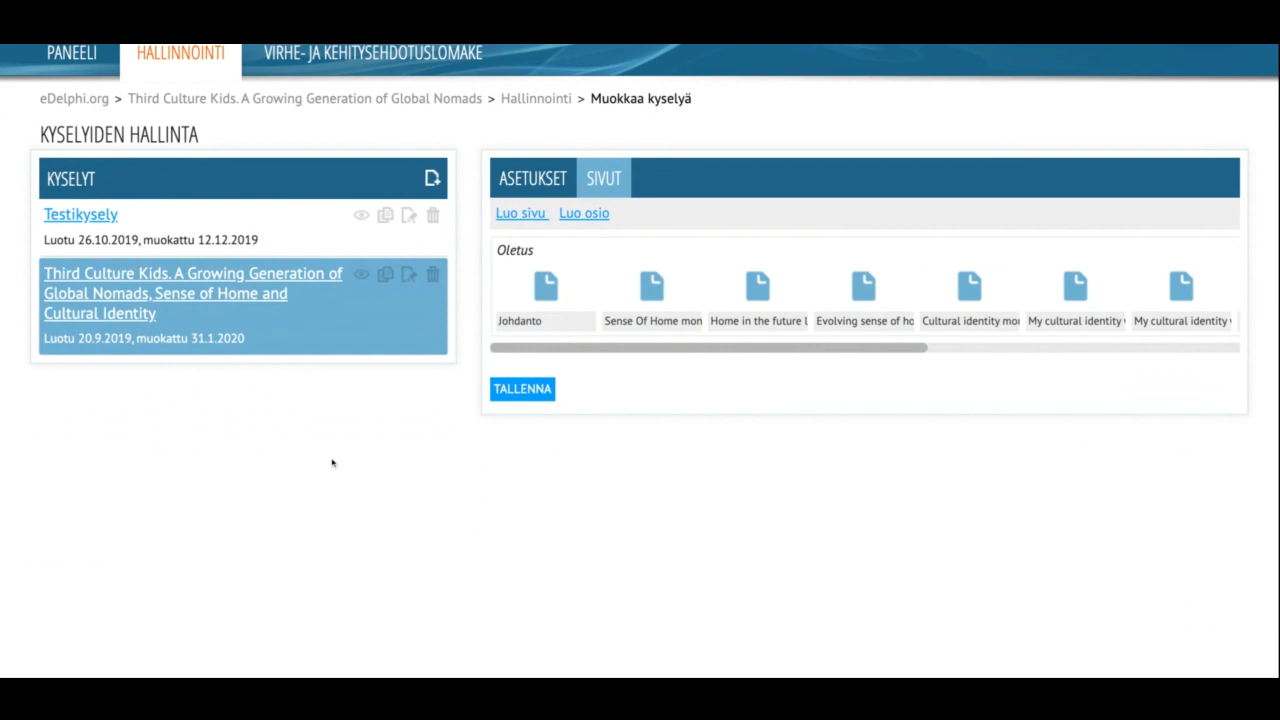 PANEELI HALLINNOINTI VIRHE- JA KEHITYSEHDOTUSLOMAKE
eDelphi.org > Third Culture Kids. A Growing Generation of Global Nomads > Hallinnointi > Muokkaa kyselyä
KYSELYIDEN HALLINTA
KYSELYT
Testikysely
Luotu 26.10.2019, muokattu 12.12.2019
Third Culture Kids. A Growing Generation of
Global Nomads, Sense of Home and
Cultural Identity
Luotu 20.9.2019, muokattu 31.1.2020
ASETUKSET SIVUT
Luo sivu Luo osio
Oletus
Johdanto Sense Of Home mon Home in the future l Evolving sense of ho Cultural identity mo My cultural identity My cultural identity
TALLENNA